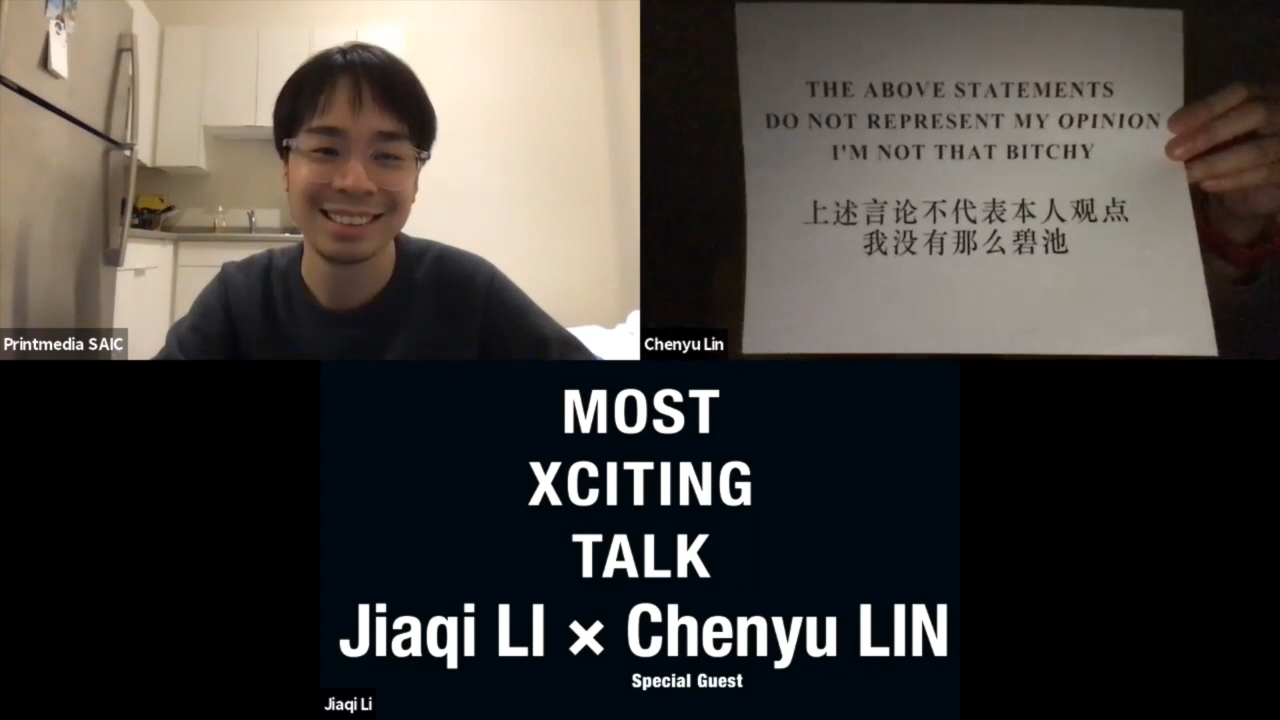 Printmedia SAIC
THE ABOVE STATEMENTS
DO NOT REPRESENT MY OPINION
I'M NOT THAT BITCHY
上述言论不代表本人观点
我没有那么碧池
Chenyu Lin
MOST
XCITING
TALK
Jiaqi LI × Chenyu LIN
Special Guest
Jiaqi Li